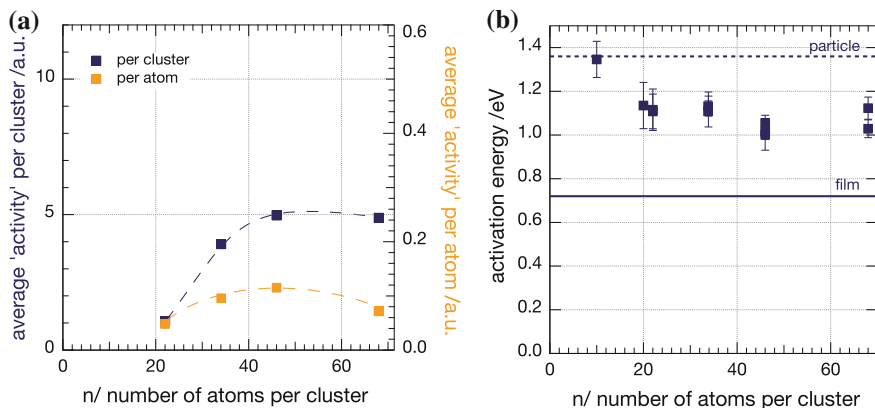 (a)
average 'activity' per cluster /a.u.
10
5
0
per cluster
per atom
0.6
0.4
0.2
0.0
average 'activity' per atom /a.u.
0 20 40 60
n/ number of atoms per cluster
(b)
activation energy /eV
1.4
1.2
1.0
0.8
0.6
0.4
0.2
0.0
particle
film
0 20 40 60
n/ number of atoms per cluster